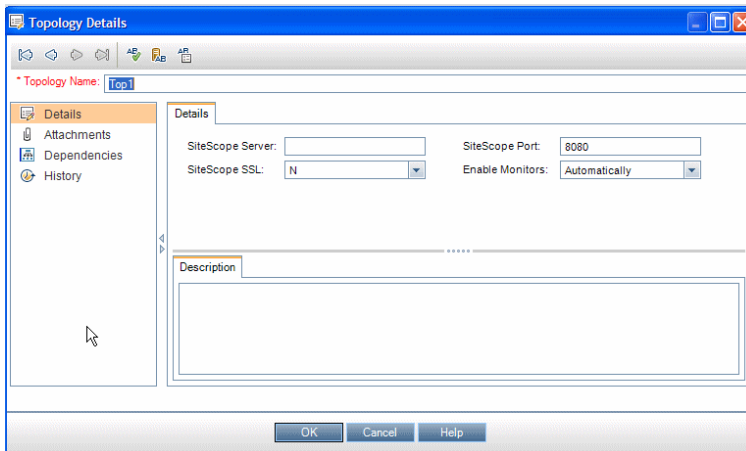 Topology Details
* Topology Name: Top1
Details
Attachments
Dependencies
History
Details
SiteScope Server:
SiteScope Port: 8080
SiteScope SSL: N
Enable Monitors: Automatically
Description
OK Cancel Help